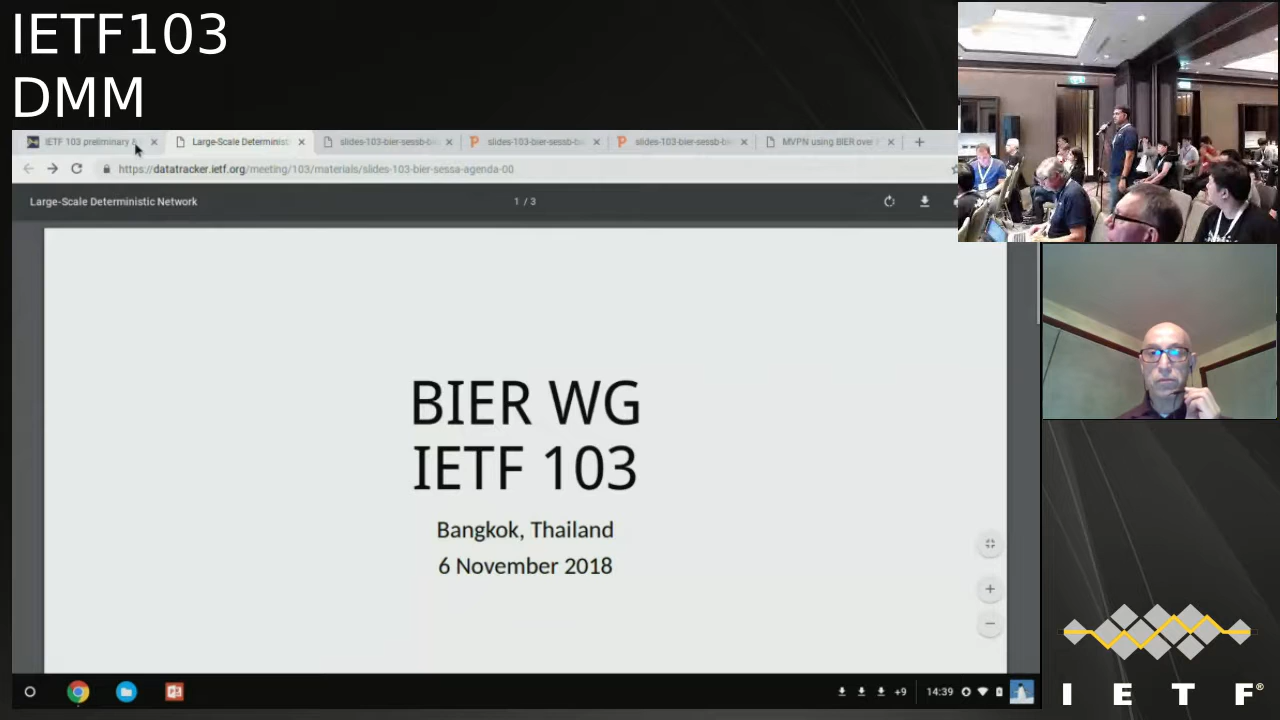 IETF103
DMM
IETF 103 preliminary
Large-Scale Determinist
slides-103-bier-sessb-b
slides-103-bier-sessb-b
slides-103-bier-sessb-b
MVPN using BIER over
https://datatracker.ietf.org/meeting/103/materials/slides-103-bier-sessa-agenda-00
Large-Scale Deterministic Network
1 / 3
BIER WG
IETF 103
Bangkok, Thailand
6 November 2018
+9
14:39
I E T F®